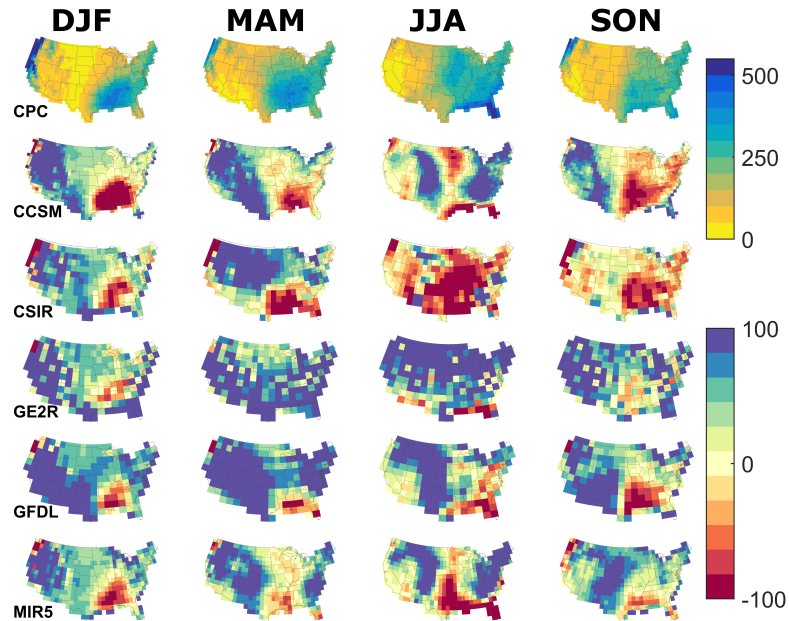 DJF MAM JJA SON
CPC
500
250
0
CCSM
CSIR
100
GE2R
0
GFDL
-100
MIR5